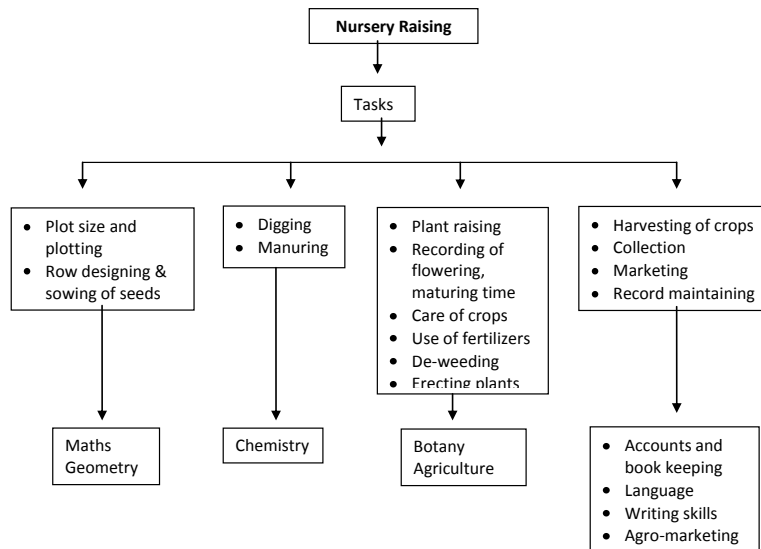 Nursery Raising
Tasks
• Plot size and
plotting
• Row designing &
sowing of seeds
• Digging
• Manuring
• Plant raising
• Recording of
flowering,
maturing time
• Care of crops
• Use of fertilizers
• De-weeding
• Erecting plants
• Harvesting of crops
• Collection
• Marketing
• Record maintaining
Maths
Geometry
Chemistry
Botany
Agriculture
• Accounts and
book keeping
• Language
• Writing skills
• Agro-marketing